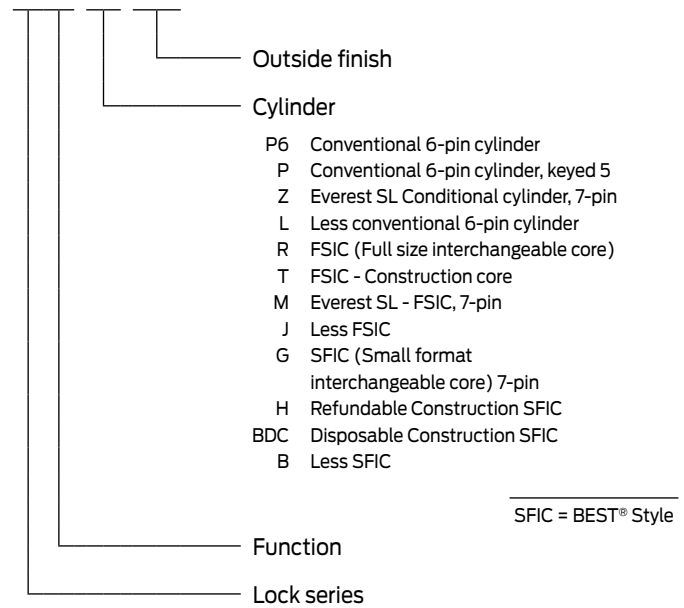 Outside finish
Cylinder
P6 Conventional 6-pin cylinder
P Conventional 6-pin cylinder, keyed 5
Z Everest SL Conditional cylinder, 7-pin
L Less conventional 6-pin cylinder
R FSIC (Full size interchangeable core)
T FSIC - Construction core
M Everest SL - FSIC, 7-pin
J Less FSIC
G SFIC (Small format
interchangeable core) 7-pin
H Refundable Construction SFIC
BDC Disposable Construction SFIC
B Less SFIC
SFIC = BEST® Style
Function
Lock series